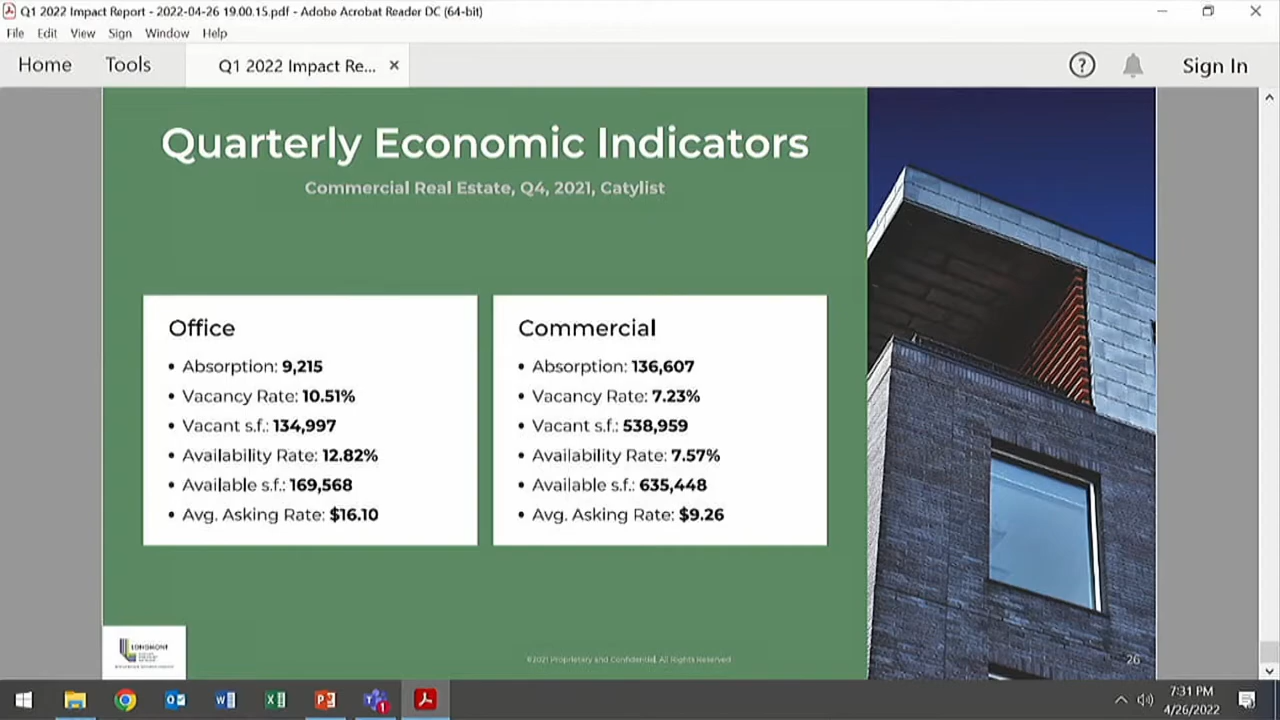 Q1 2022 Impact Report - 2022-04-26 19.00.15.pdf - Adobe Acrobat Reader DC (64-bit)
File Edit View Sign Window Help
Home Tools Q1 2022 Impact Re... × Sign In
Quarterly Economic Indicators
Commercial Real Estate, Q4, 2021, Catylist
Office
• Absorption: 9,215
• Vacancy Rate: 10.51%
• Vacant s.f.: 134,997
• Availability Rate: 12.82%
• Available s.f.: 169,568
• Avg. Asking Rate: $16.10
Commercial
• Absorption: 136,607
• Vacancy Rate: 7.23%
• Vacant s.f.: 538,959
• Availability Rate: 7.57%
• Available s.f.: 635,448
• Avg. Asking Rate: $9.26
LONGMONT
©2021 Proprietary and Confidential. All Rights Reserved
26
7:31 PM
4/26/2022